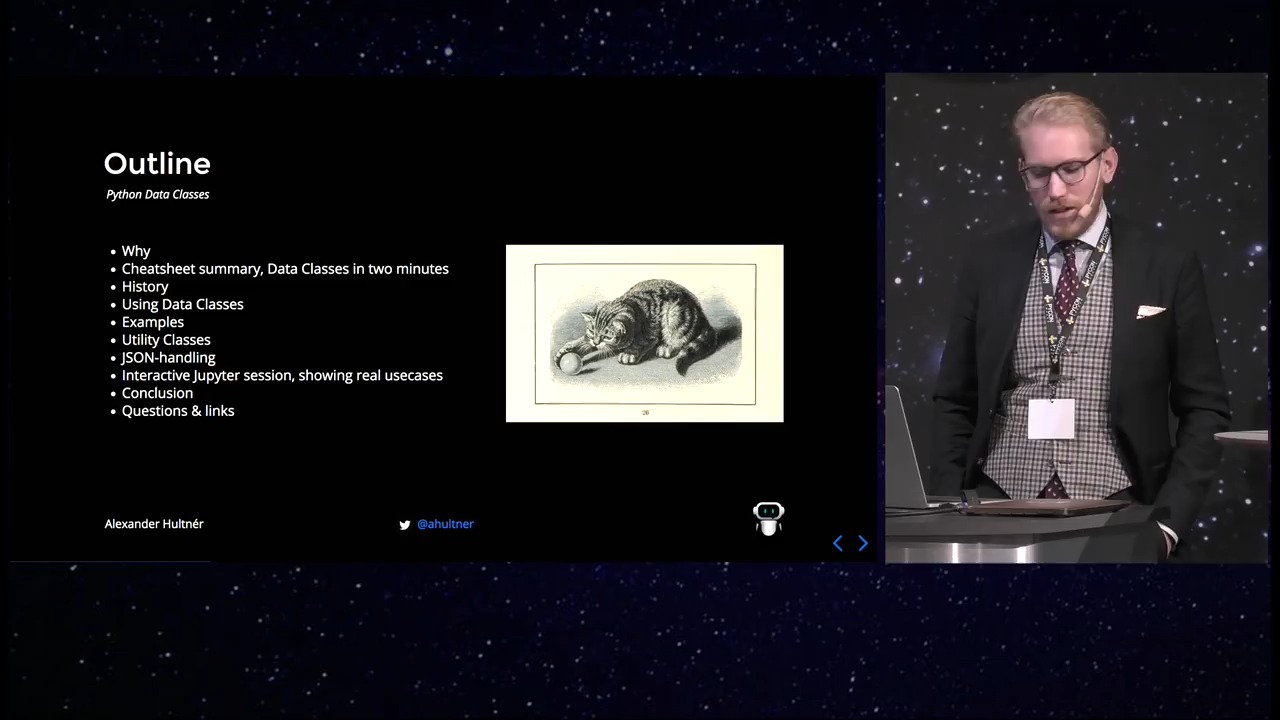 Outline
Python Data Classes
Why
Cheatsheet summary, Data Classes in two minutes
History
Using Data Classes
Examples
Utility Classes
JSON-handling
Interactive Jupyter session, showing real usecases
Conclusion
Questions & links
26
Alexander Hultnér
@ahultner